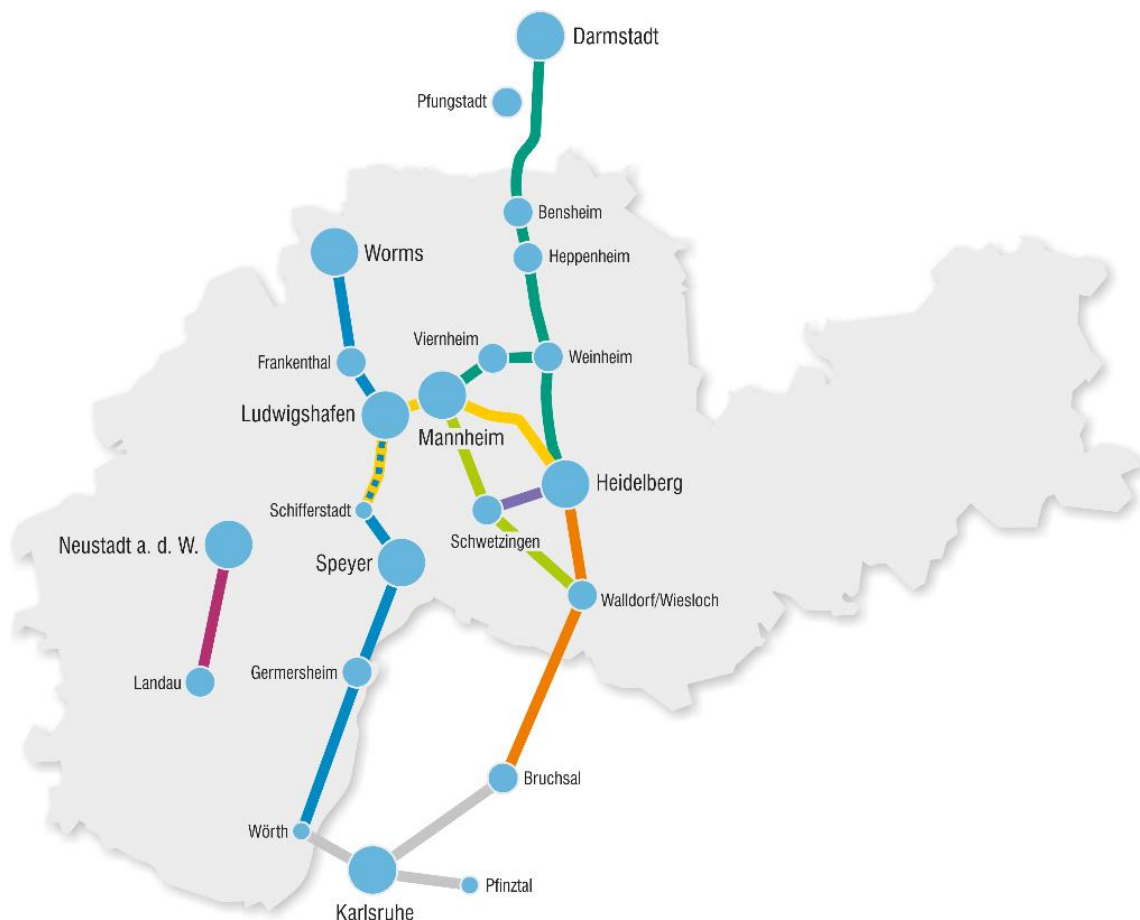 Darmstadt
Pfungstadt
Bensheim
Worms
Heppenheim
Viernheim
Weinheim
Frankenthal
Ludwigshafen
Mannheim
Heidelberg
Schifferstadt
Schwetzingen
Neustadt a. d. W.
Speyer
Walldorf/Wiesloch
Germersheim
Landau
Bruchsal
Wörth
Pfinztal
Karlsruhe